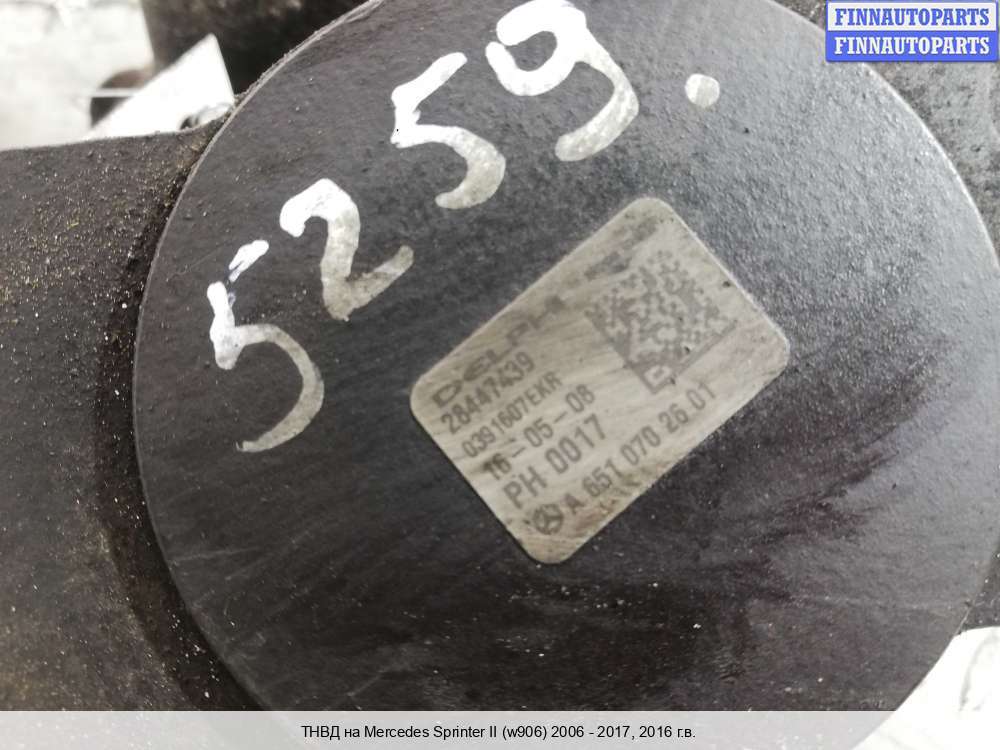 FINNAUTOPARTS
FINNAUTOPARTS
5259.
DELPHI
28447439
0391607EKR
16-05-08
PH 0017
A 651 070 26 01
ТНВД на Mercedes Sprinter II (w906) 2006 - 2017, 2016 г.в.